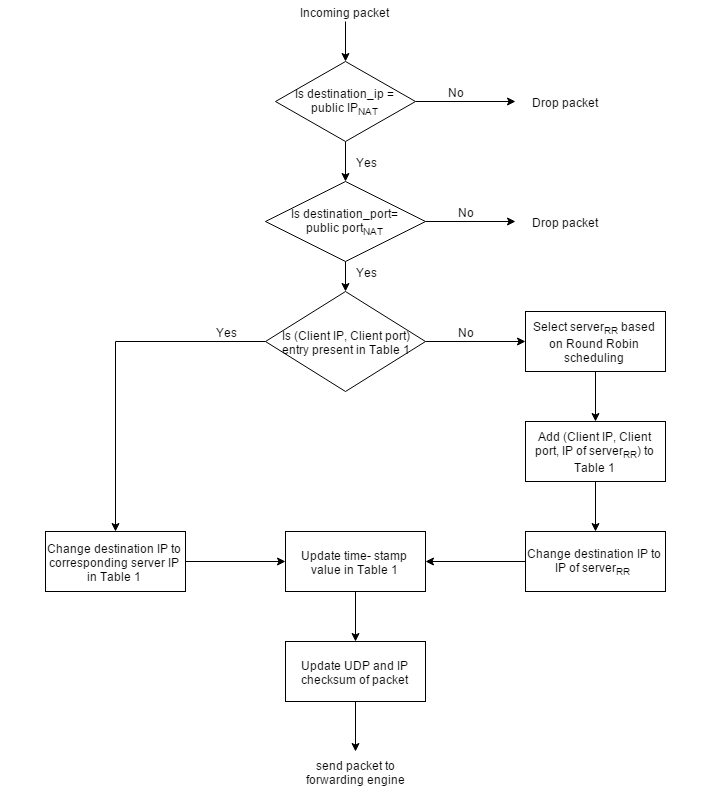 Incoming packet
Is destination_ip =
public IPNAT
No
Drop packet
Yes
Is destination_port=
public portNAT
No
Drop packet
Yes
Is (Client IP, Client port)
entry present in Table 1
Yes
No
Select serverRR based
on Round Robin
scheduling
Add (Client IP, Client
port, IP of serverRR) to
Table 1
Change destination IP to
corresponding server IP
in Table 1
Update time- stamp
value in Table 1
Change destination IP to
IP of serverRR
Update UDP and IP
checksum of packet
send packet to
forwarding engine